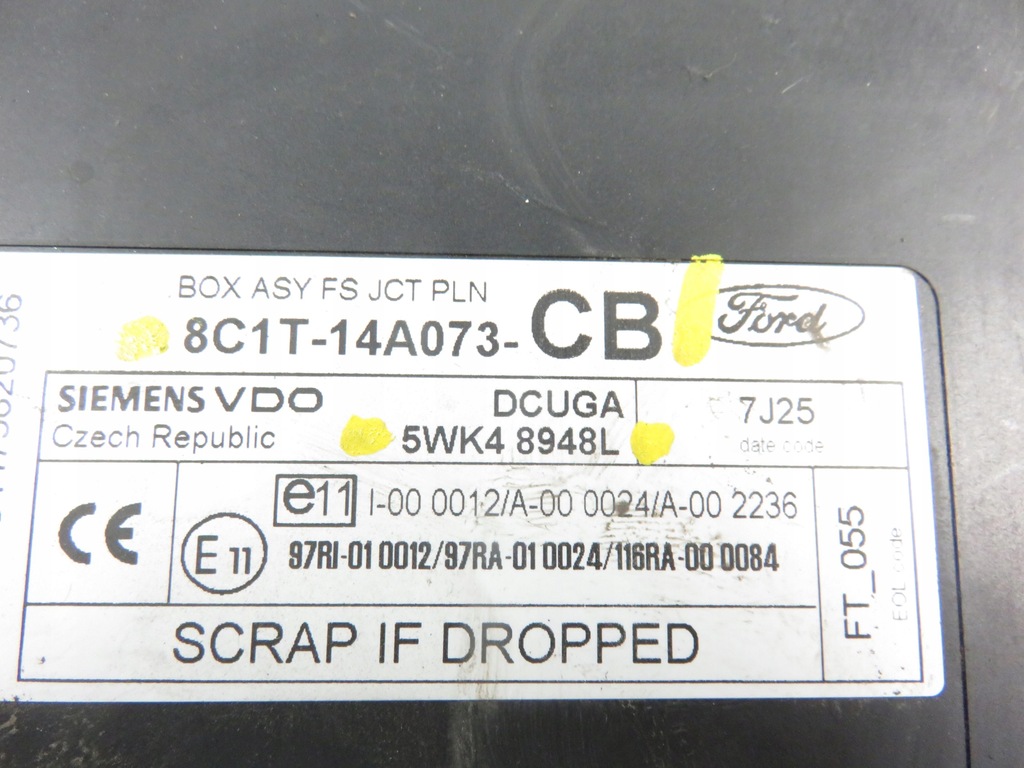 BOX ASY FS JCT PLN
8C1T-14A073-CB
Ford
SIEMENS VDO
Czech Republic
DCUGA
5WK4 8948L
7J25
date code
CE
e11 I-00 0012/A-00 0024/A-00 2236
E 11 97RI-01 0012/97RA-01 0024/116RA-00 0084
SCRAP IF DROPPED
FT_055
EOL code